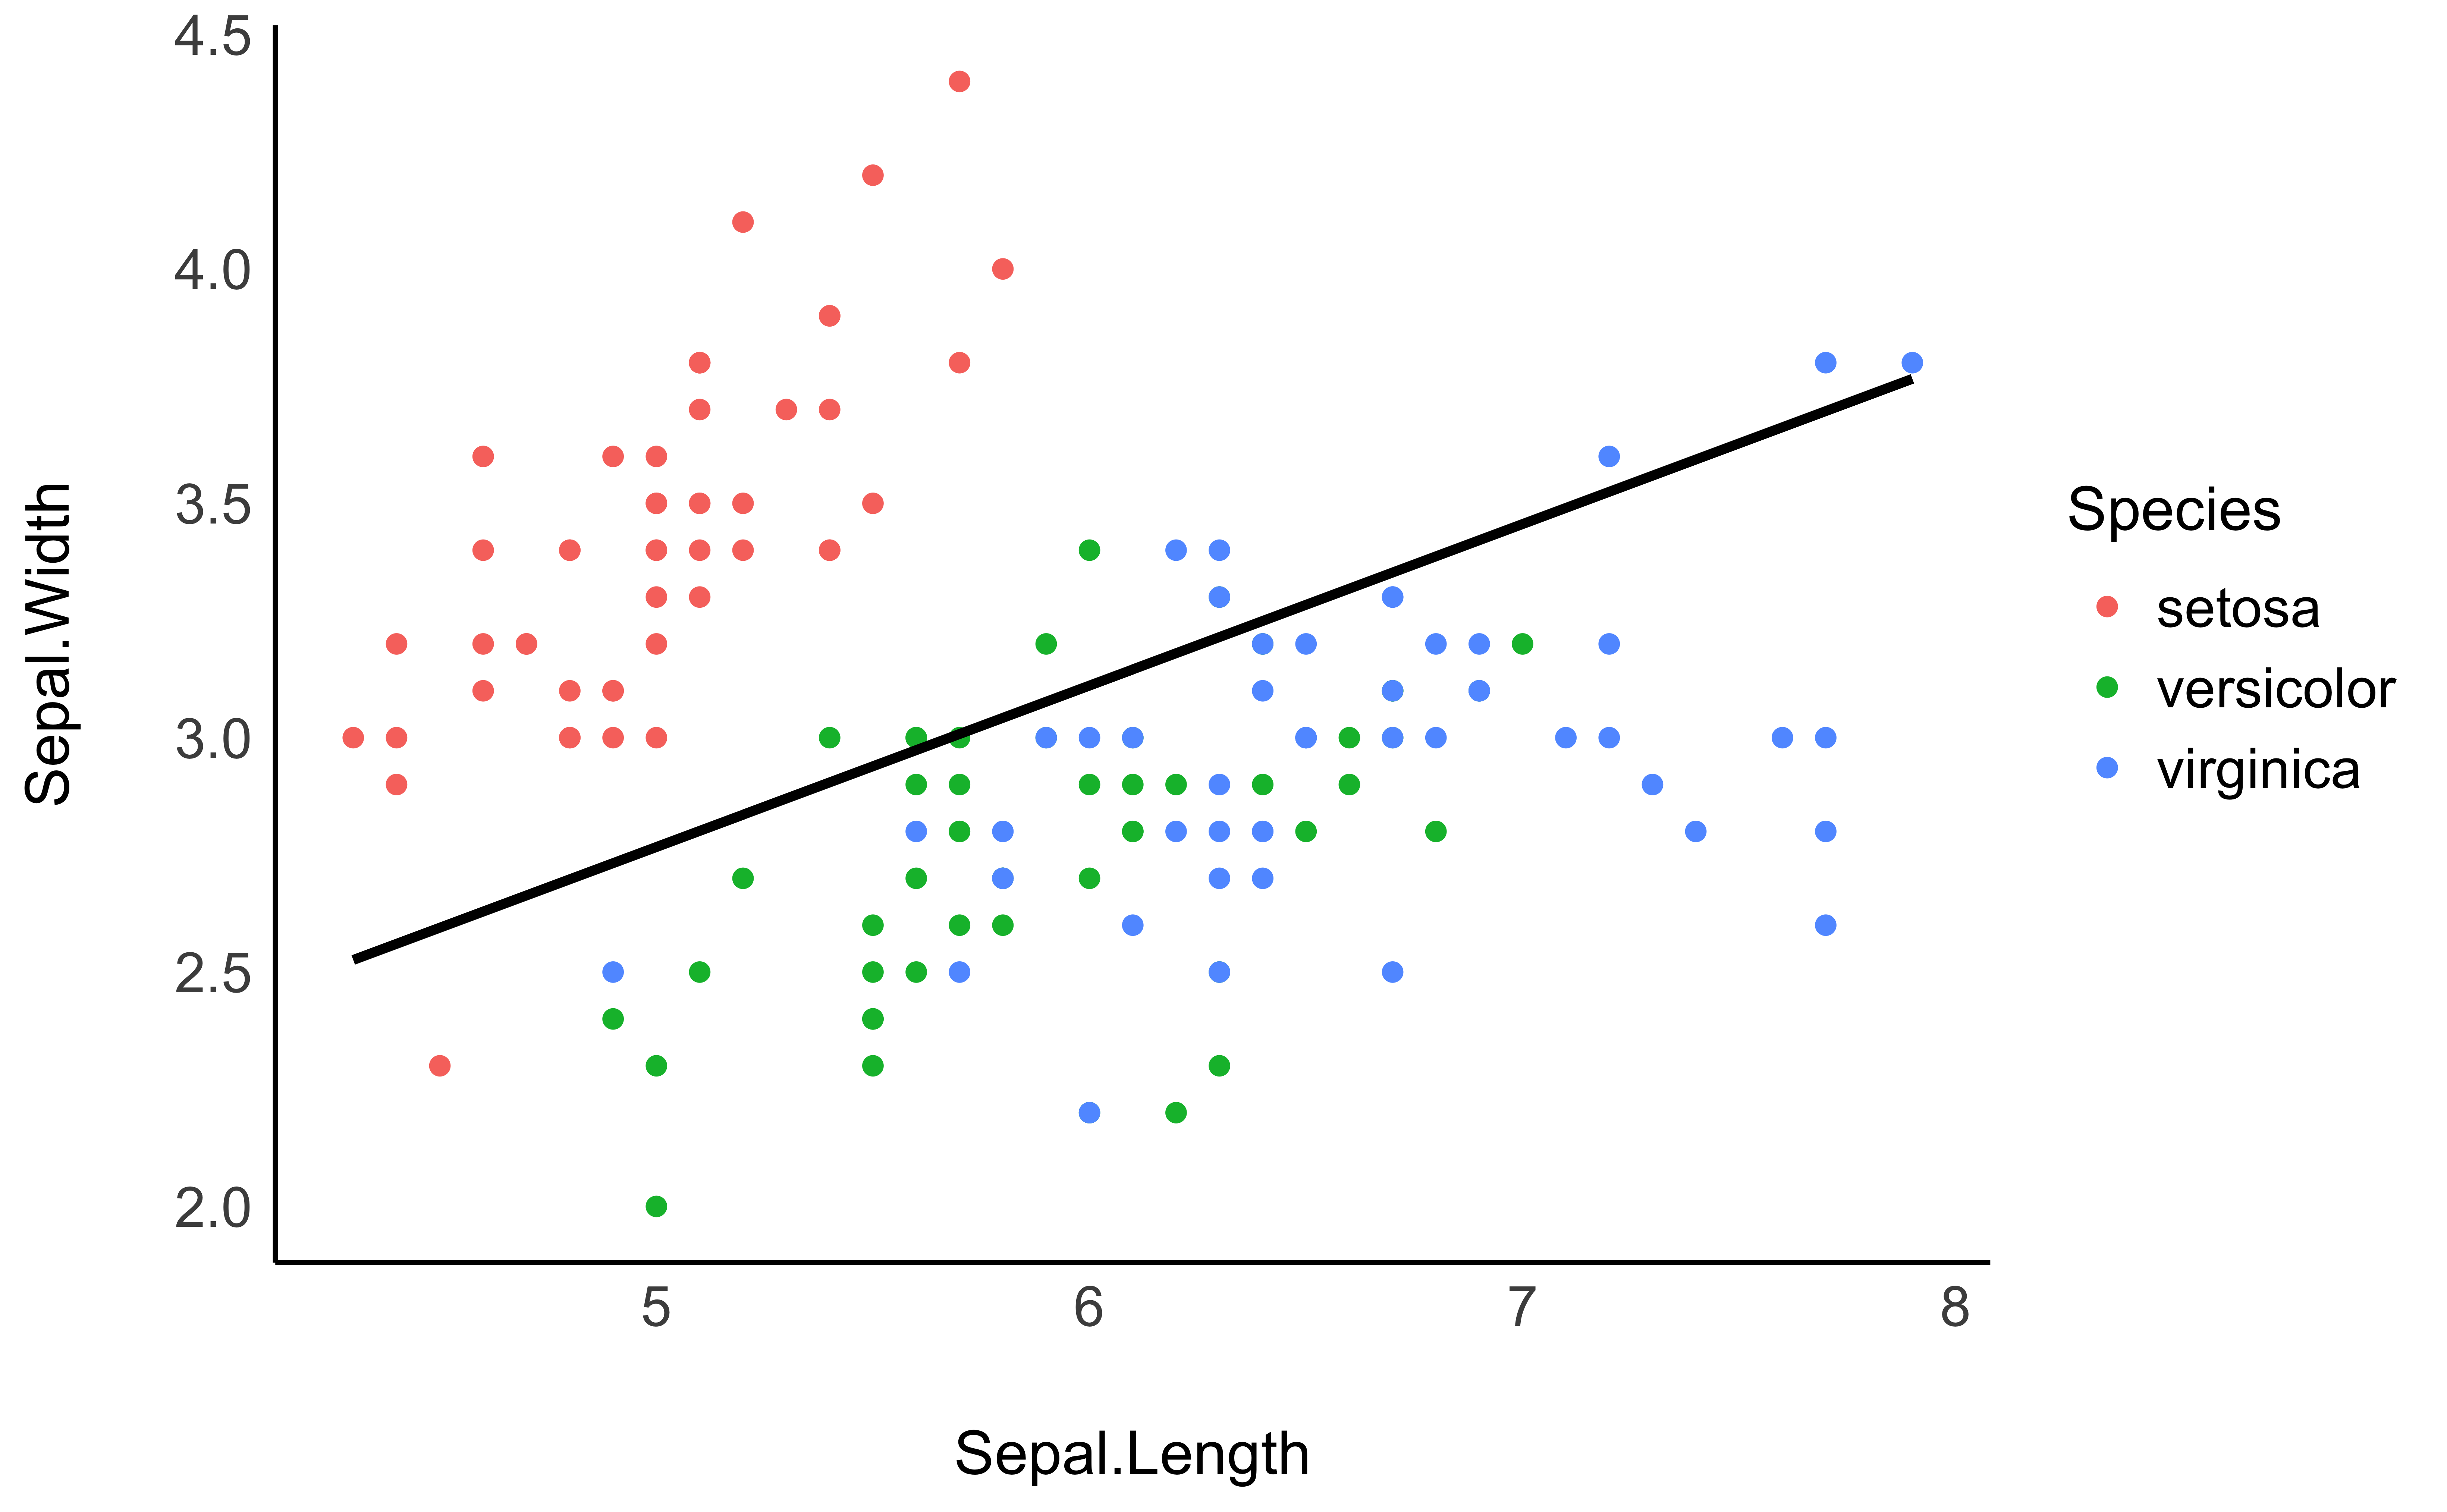 4.5
4.0
3.5
3.0
2.5
2.0
Sepal.Width
5 6 7 8
Sepal.Length
Species
setosa
versicolor
virginica